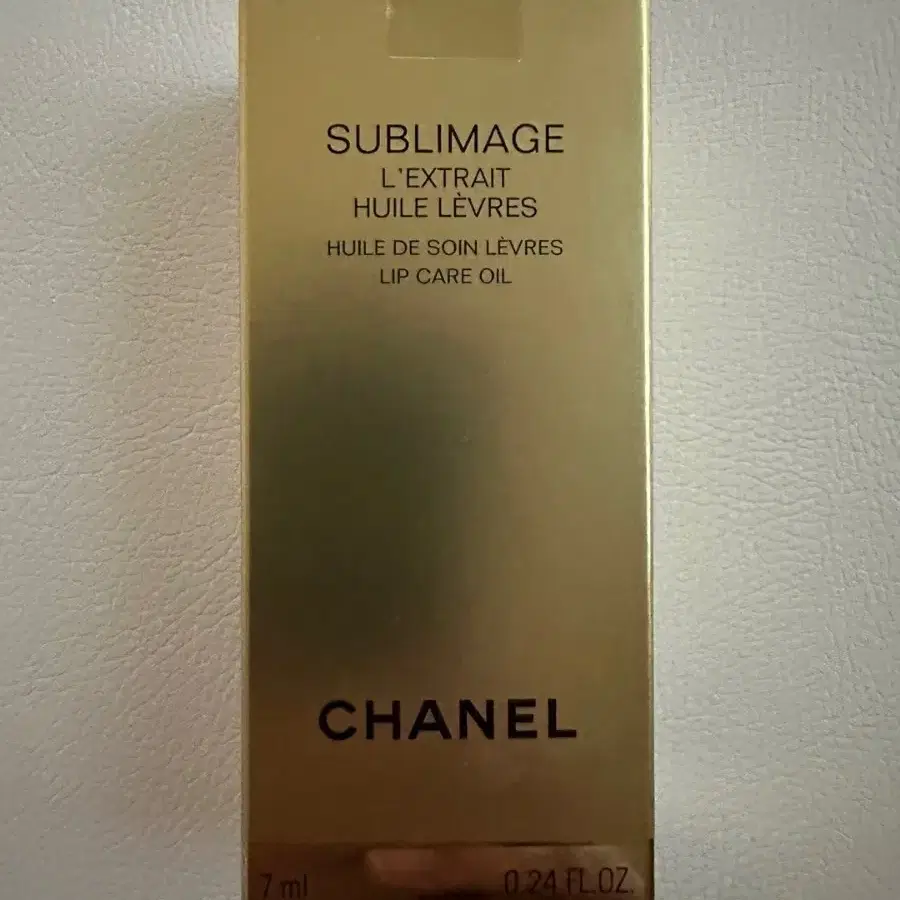 SUBLIMAGE
L'EXTRAIT
HUILE LÈVRES
HUILE DE SOIN LÈVRES
LIP CARE OIL
CHANEL
7 ml 0.24 FL.OZ.